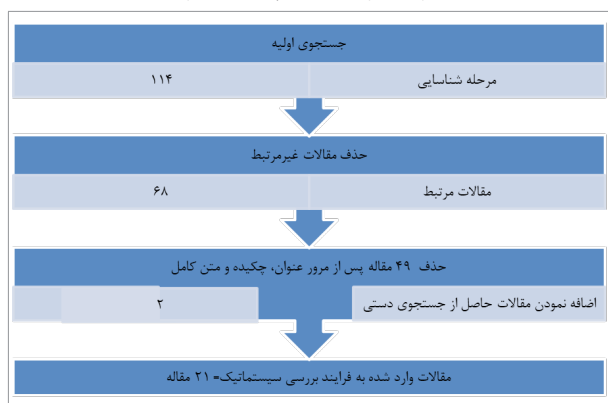 جستجوی اولیه
مرحله شناسایی ۱۱۴
حذف مقالات غیرمرتبط
مقالات مرتبط ۶۸
حذف ۴۹ مقاله پس از مرور عنوان، چکیده و متن کامل
اضافه نمودن مقالات حاصل از جستجوی دستی ۲
مقالات وارد شده به فرایند بررسی سیستماتیک= ۲۱ مقاله